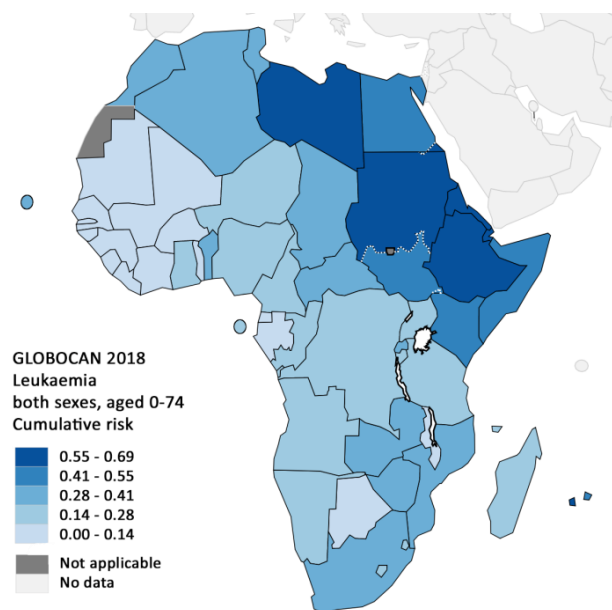 GLOBOCAN 2018
Leukaemia
both sexes, aged 0-74
Cumulative risk
0.55 - 0.69
0.41 - 0.55
0.28 - 0.41
0.14 - 0.28
0.00 - 0.14
Not applicable
No data